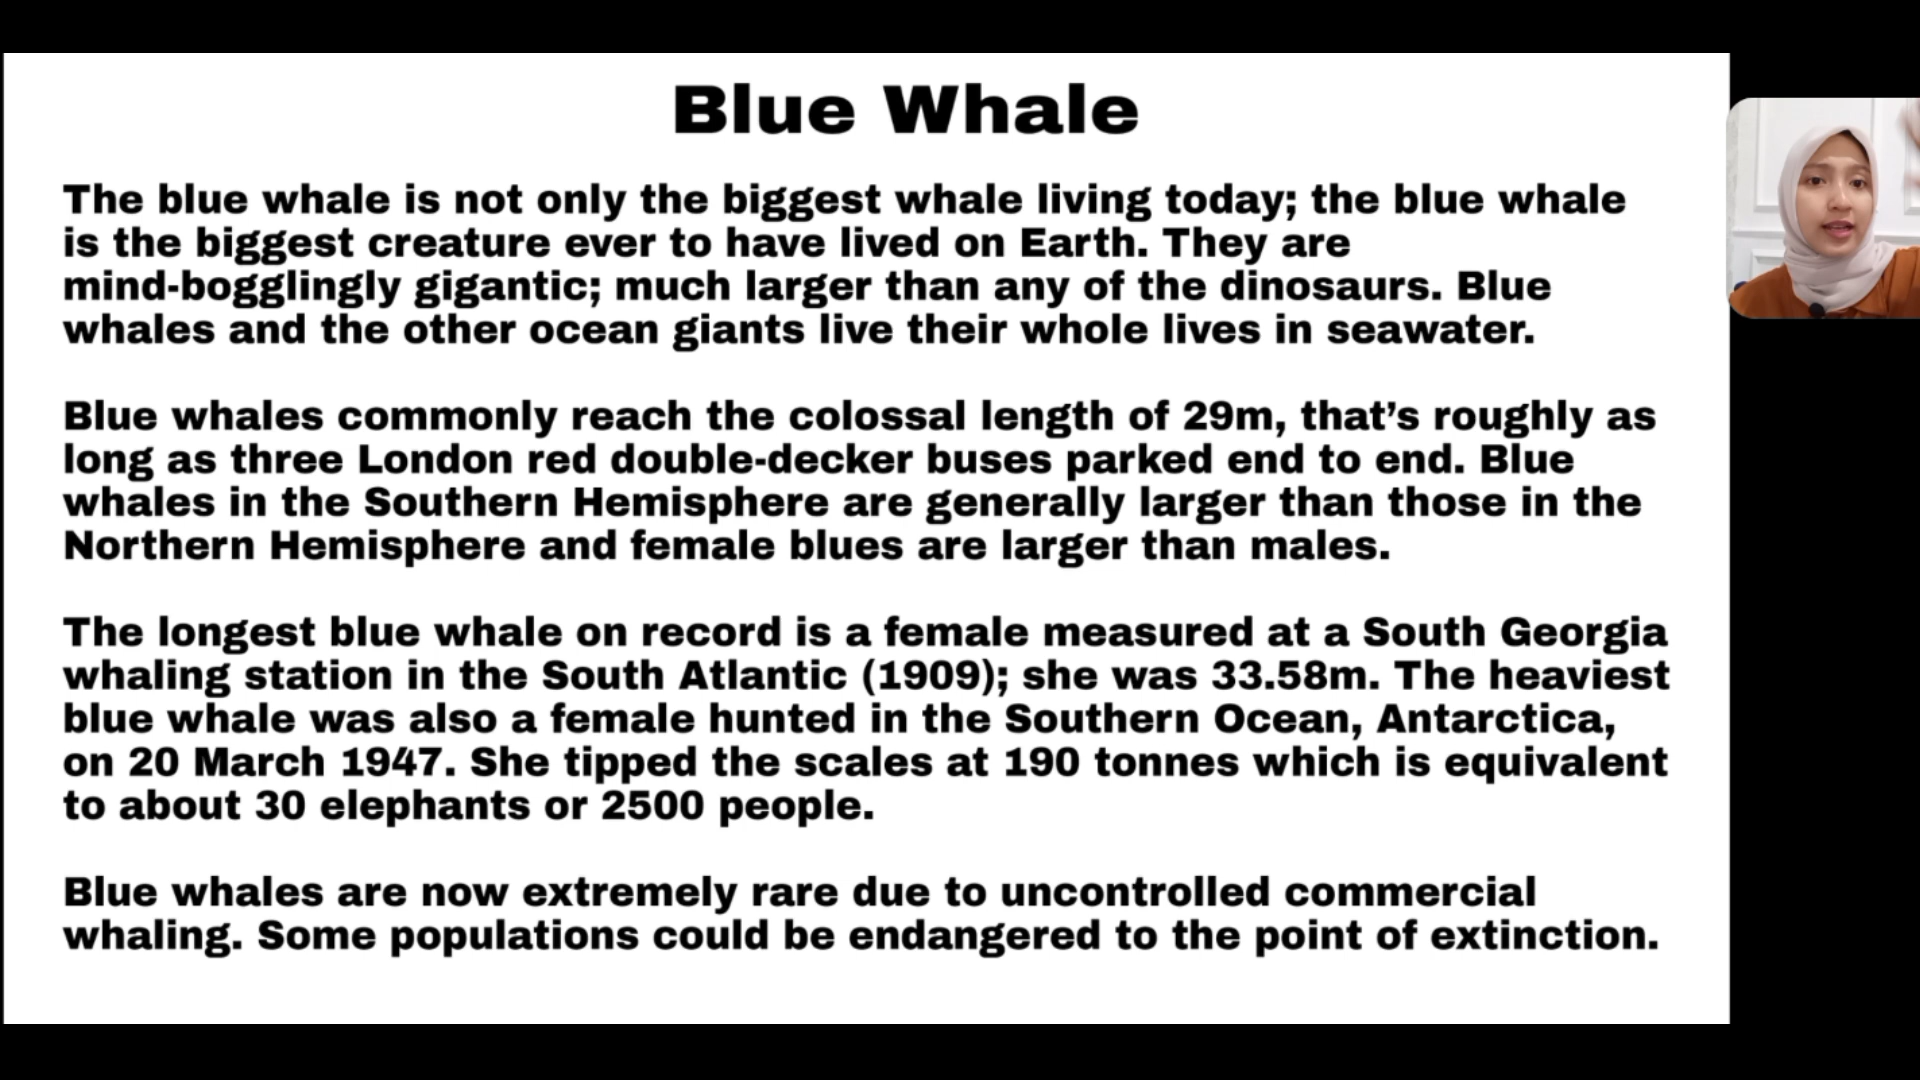 Blue Whale
The blue whale is not only the biggest whale living today; the blue whale
is the biggest creature ever to have lived on Earth. They are
mind-bogglingly gigantic; much larger than any of the dinosaurs. Blue
whales and the other ocean giants live their whole lives in seawater.
Blue whales commonly reach the colossal length of 29m, that’s roughly as
long as three London red double-decker buses parked end to end. Blue
whales in the Southern Hemisphere are generally larger than those in the
Northern Hemisphere and female blues are larger than males.
The longest blue whale on record is a female measured at a South Georgia
whaling station in the South Atlantic (1909); she was 33.58m. The heaviest
blue whale was also a female hunted in the Southern Ocean, Antarctica,
on 20 March 1947. She tipped the scales at 190 tonnes which is equivalent
to about 30 elephants or 2500 people.
Blue whales are now extremely rare due to uncontrolled commercial
whaling. Some populations could be endangered to the point of extinction.